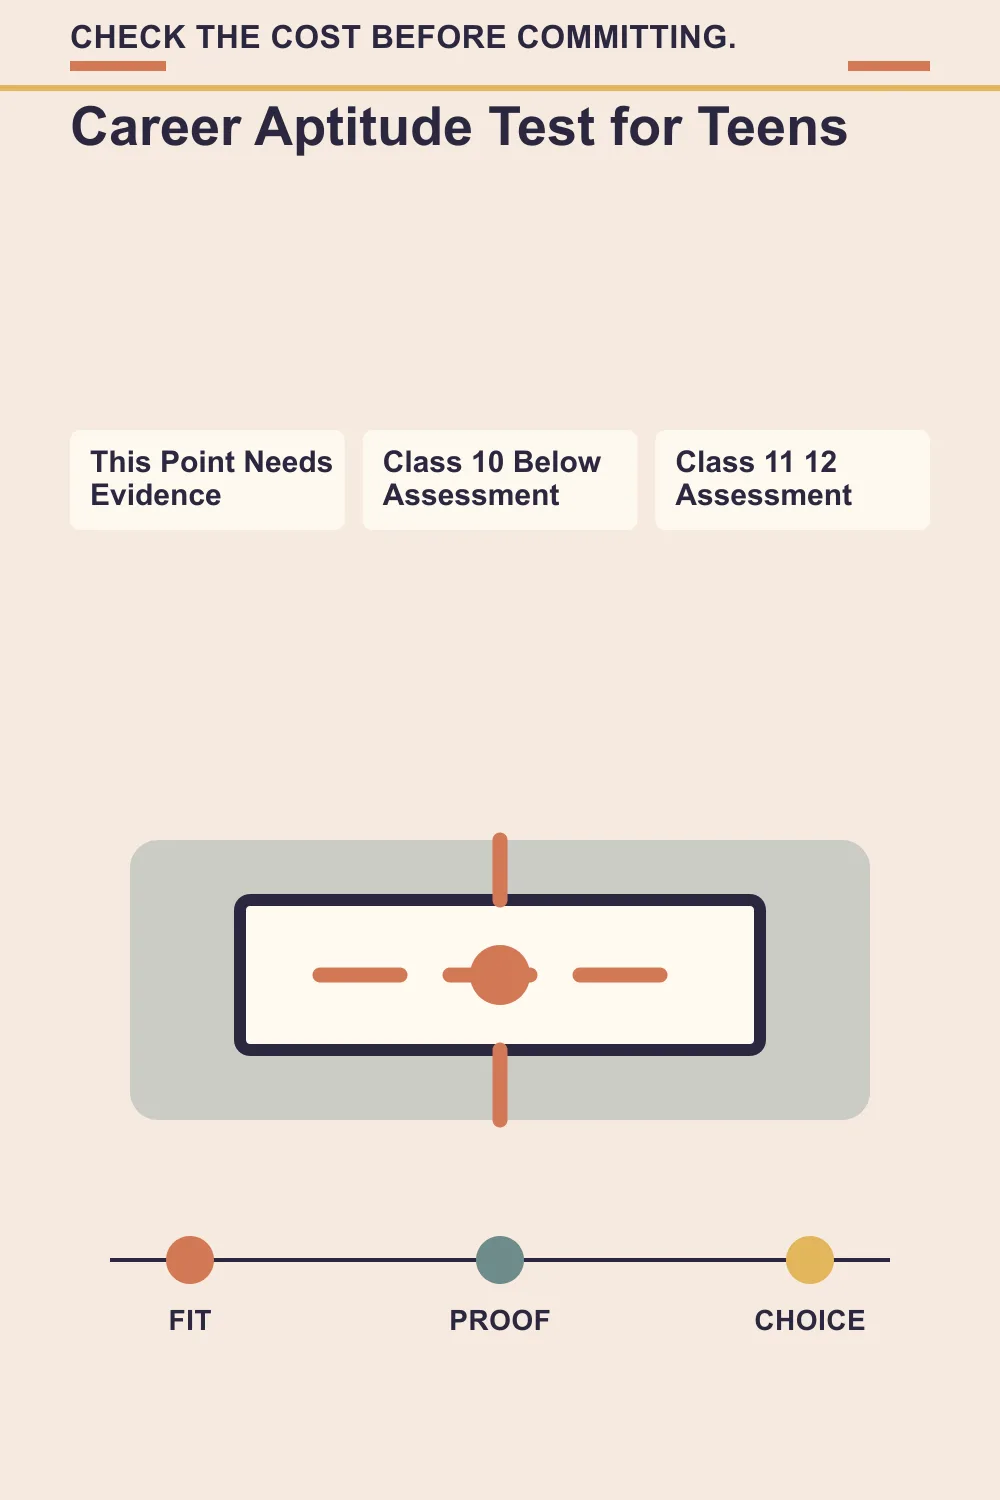 CHECK THE COST BEFORE COMMITTING.
Career Aptitude Test for Teens
This Point Needs
Evidence
Class 10 Below
Assessment
Class 11 12
Assessment
FIT
PROOF
CHOICE